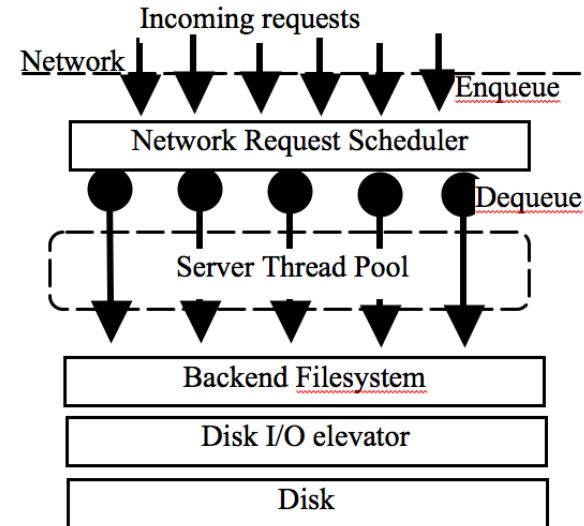 Incoming requests
Network
Enqueue
Network Request Scheduler
Dequeue
Server Thread Pool
Backend Filesystem
Disk I/O elevator
Disk